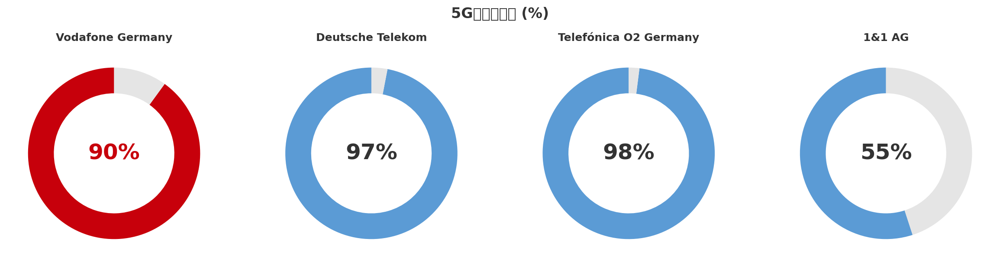 5G (%)
Vodafone Germany
Deutsche Telekom
Telefónica O2 Germany
1&1 AG
90%
97%
98%
55%